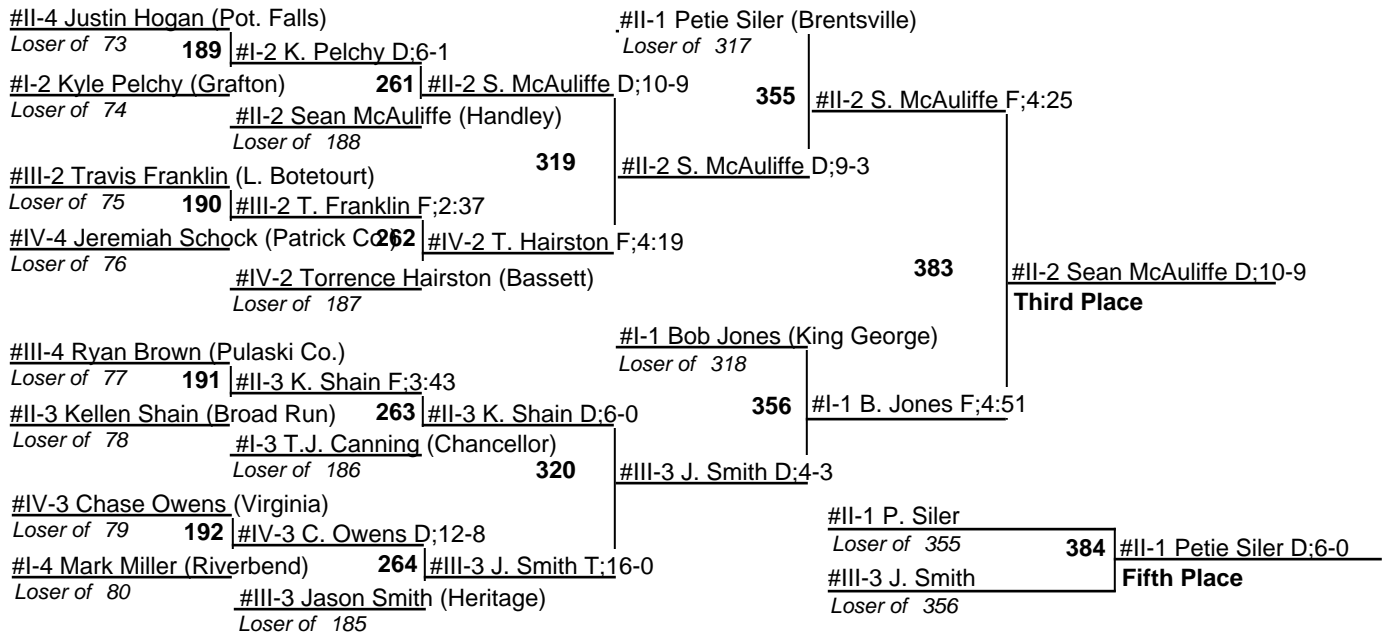 #II-4 Justin Hogan (Pot. Falls)
Loser of 73
189
#I-2 K. Pelchy D;6-1
#I-2 Kyle Pelchy (Grafton)
Loser of 74
261
#II-2 S. McAuliffe D;10-9
#II-2 Sean McAuliffe (Handley)
Loser of 188
319
#II-2 S. McAuliffe D;9-3
#III-2 Travis Franklin (L. Botetourt)
Loser of 75
190
#III-2 T. Franklin F;2:37
#IV-4 Jeremiah Schock (Patrick Co.)
Loser of 76
262
#IV-2 T. Hairston F;4:19
#IV-2 Torrence Hairston (Bassett)
Loser of 187
#III-4 Ryan Brown (Pulaski Co.)
Loser of 77
191
#II-3 K. Shain F;3:43
#II-3 Kellen Shain (Broad Run)
Loser of 78
263
#II-3 K. Shain D;6-0
#I-3 T.J. Canning (Chancellor)
Loser of 186
320
#III-3 J. Smith D;4-3
#IV-3 Chase Owens (Virginia)
Loser of 79
192
#IV-3 C. Owens D;12-8
#I-4 Mark Miller (Riverbend)
Loser of 80
264
#III-3 J. Smith T;16-0
#III-3 Jason Smith (Heritage)
Loser of 185
#II-1 Petie Siler (Brentsville)
Loser of 317
355
#II-2 S. McAuliffe F;4:25
383
#II-2 Sean McAuliffe D;10-9
Third Place
#I-1 Bob Jones (King George)
Loser of 318
356
#I-1 B. Jones F;4:51
#II-1 P. Siler
Loser of 355
384
#II-1 Petie Siler D;6-0
Fifth Place
#III-3 J. Smith
Loser of 356